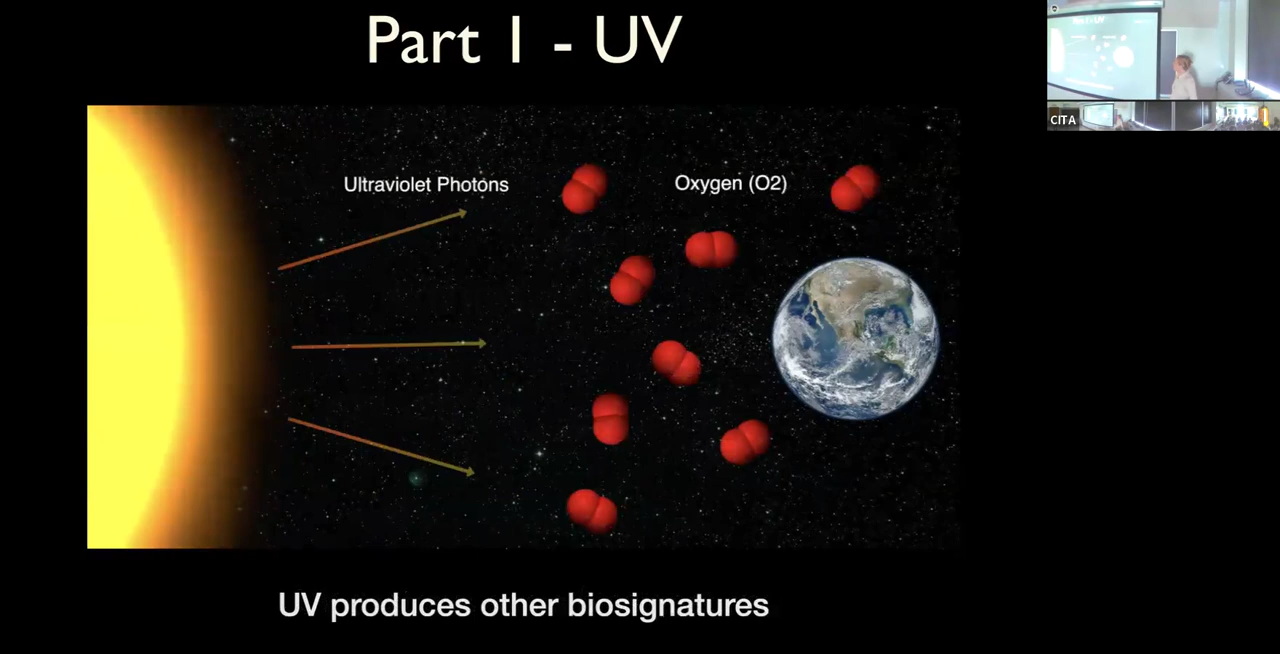 Part 1 - UV
Ultraviolet Photons
Oxygen (O2)
UV produces other biosignatures
CITA